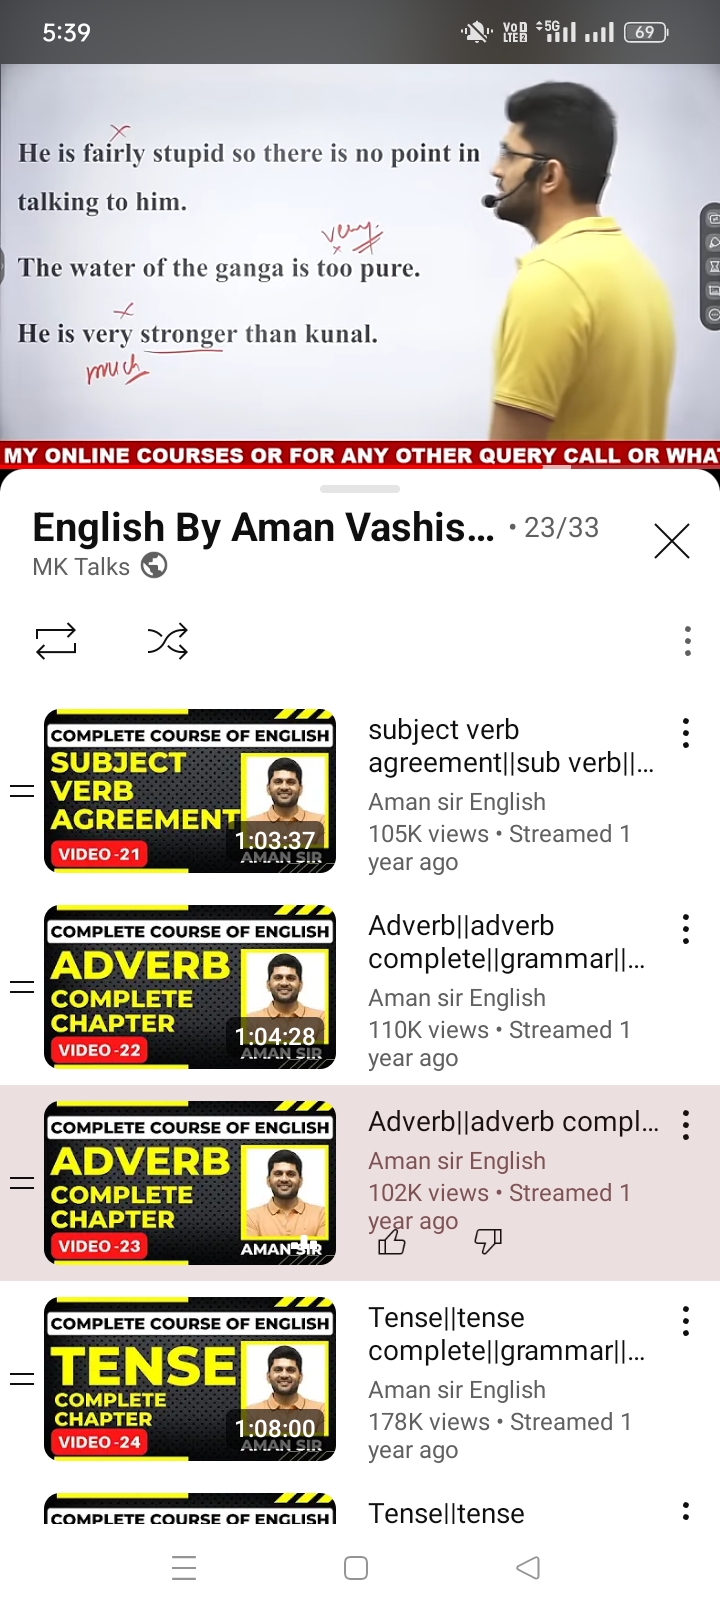 5:39
VoD
LTE2
5G
69
He is fairly stupid so there is no point in
talking to him.
very.
The water of the ganga is too pure.
He is very stronger than kunal.
much
MY ONLINE COURSES OR FOR ANY OTHER QUERY CALL OR WHA
English By Aman Vashis... • 23/33
MK Talks
COMPLETE COURSE OF ENGLISH
SUBJECT
VERB
AGREEMENT
1:03:37
VIDEO -21
AMAN SIR
subject verb
agreement||sub verb||...
Aman sir English
105K views • Streamed 1
year ago
COMPLETE COURSE OF ENGLISH
ADVERB
COMPLETE
CHAPTER
1:04:28
VIDEO -22
AMAN SIR
Adverb||adverb
complete||grammar||...
Aman sir English
110K views • Streamed 1
year ago
COMPLETE COURSE OF ENGLISH
ADVERB
COMPLETE
CHAPTER
VIDEO -23
AMAN SIR
Adverb||adverb compl...
Aman sir English
102K views • Streamed 1
year ago
COMPLETE COURSE OF ENGLISH
TENSE
COMPLETE
CHAPTER
1:08:00
VIDEO -24
AMAN SIR
Tense||tense
complete||grammar||...
Aman sir English
178K views • Streamed 1
year ago
COMPLETE COURSE OF ENGLISH
Tense||tense